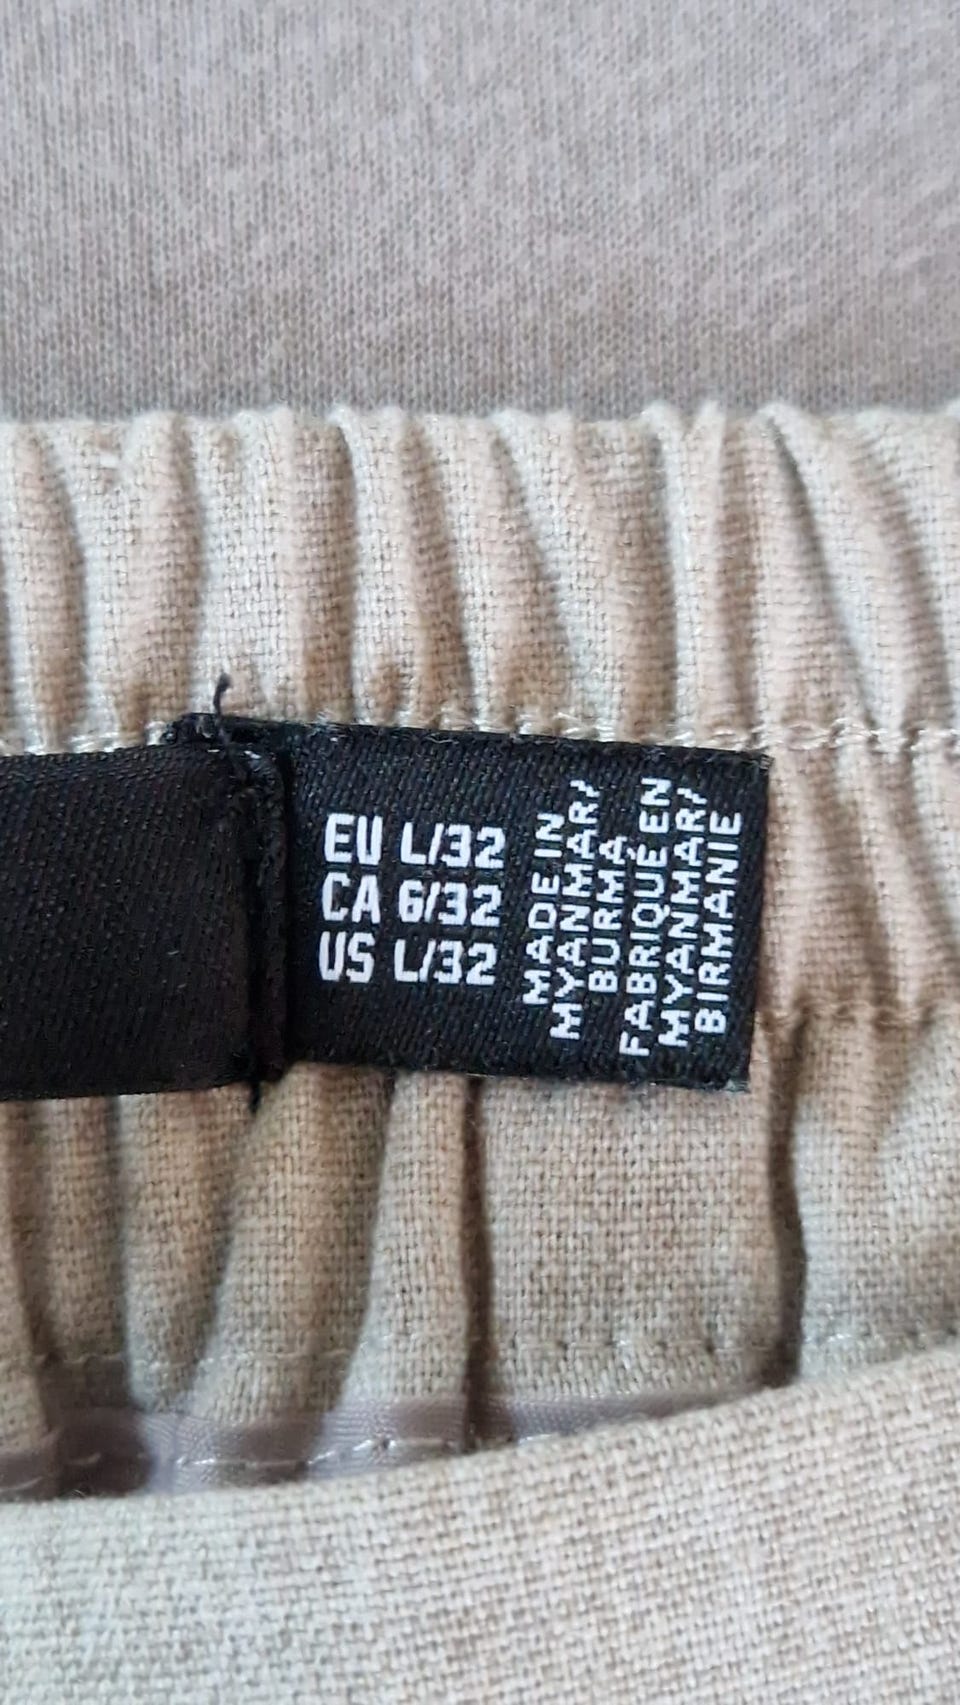 EU L/32
CA 6/32
US L/32
MADE IN
MYANMAR/
BURMA
FABRIQUÉ EN
MYANMAR/
BIRMANIE